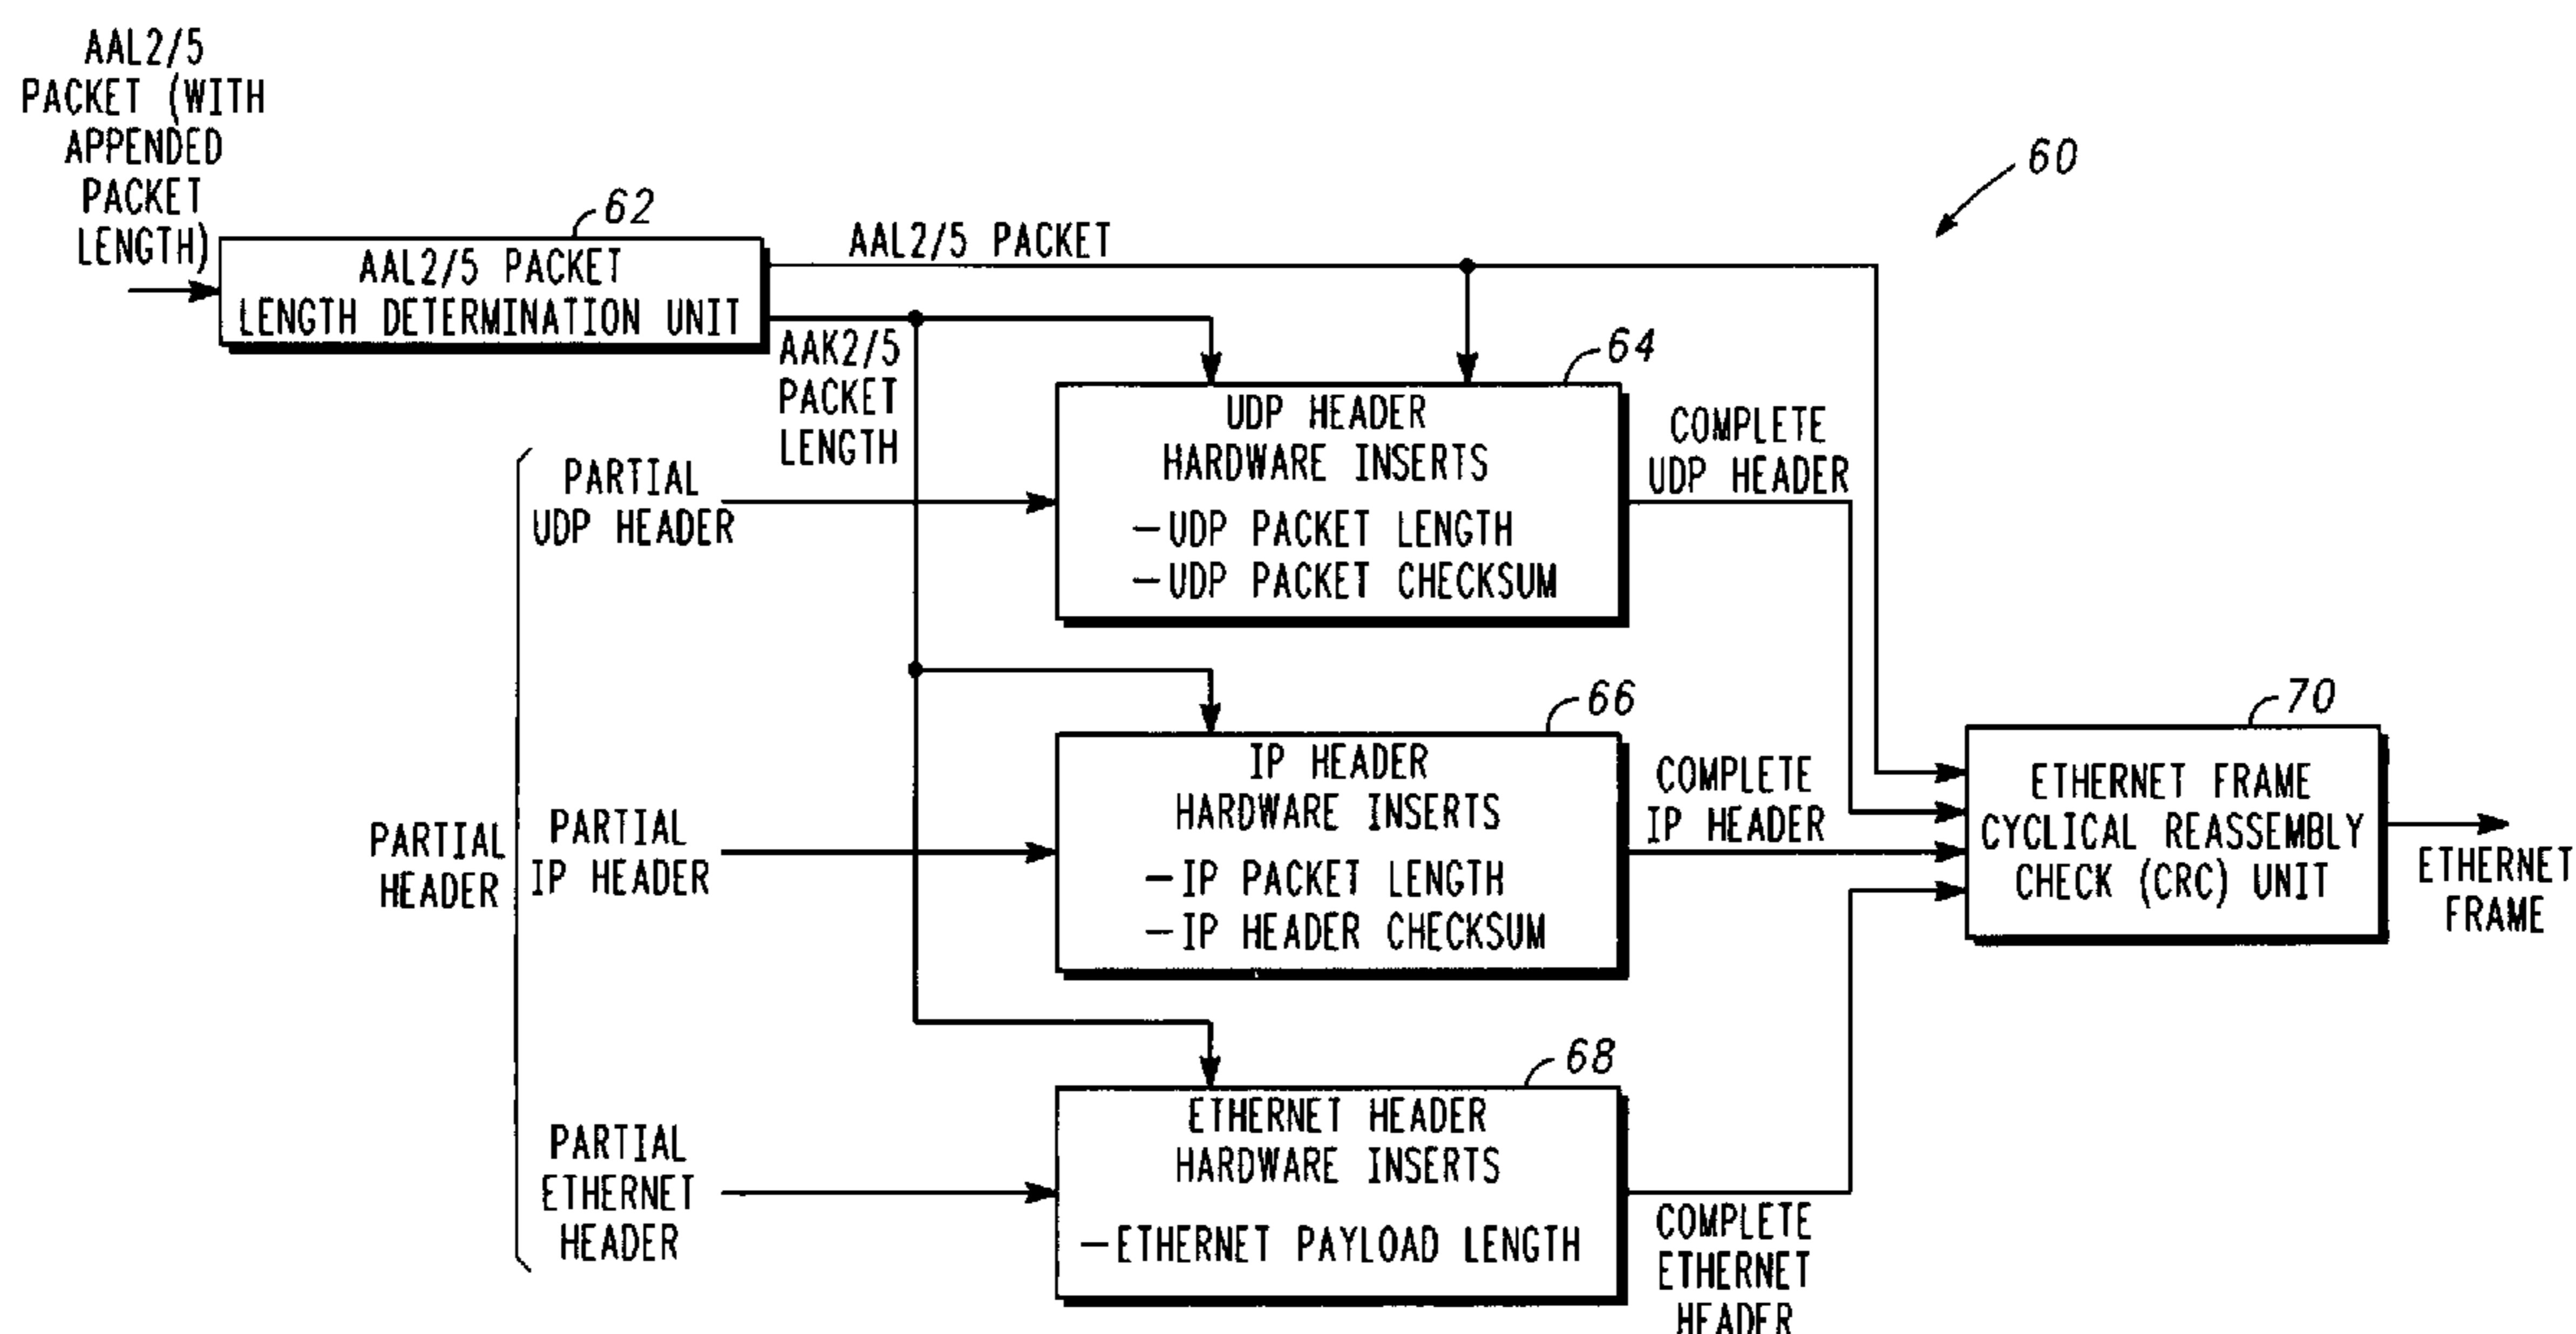 AAL2/5
PACKET (WITH
APPENDED
PACKET
LENGTH)
62
AAL2/5 PACKET
LENGTH DETERMINATION UNIT
AAL2/5 PACKET
60
AAK2/5
PACKET
LENGTH
64
UDP HEADER
HARDWARE INSERTS
—UDP PACKET LENGTH
—UDP PACKET CHECKSUM
COMPLETE
UDP HEADER
PARTIAL
UDP HEADER
66
IP HEADER
HARDWARE INSERTS
—IP PACKET LENGTH
—IP HEADER CHECKSUM
COMPLETE
IP HEADER
PARTIAL
HEADER
PARTIAL
IP HEADER
70
ETHERNET FRAME
CYCLICAL REASSEMBLY
CHECK (CRC) UNIT
ETHERNET
FRAME
68
ETHERNET HEADER
HARDWARE INSERTS
—ETHERNET PAYLOAD LENGTH
PARTIAL
ETHERNET
HEADER
COMPLETE
ETHERNET
HEADER